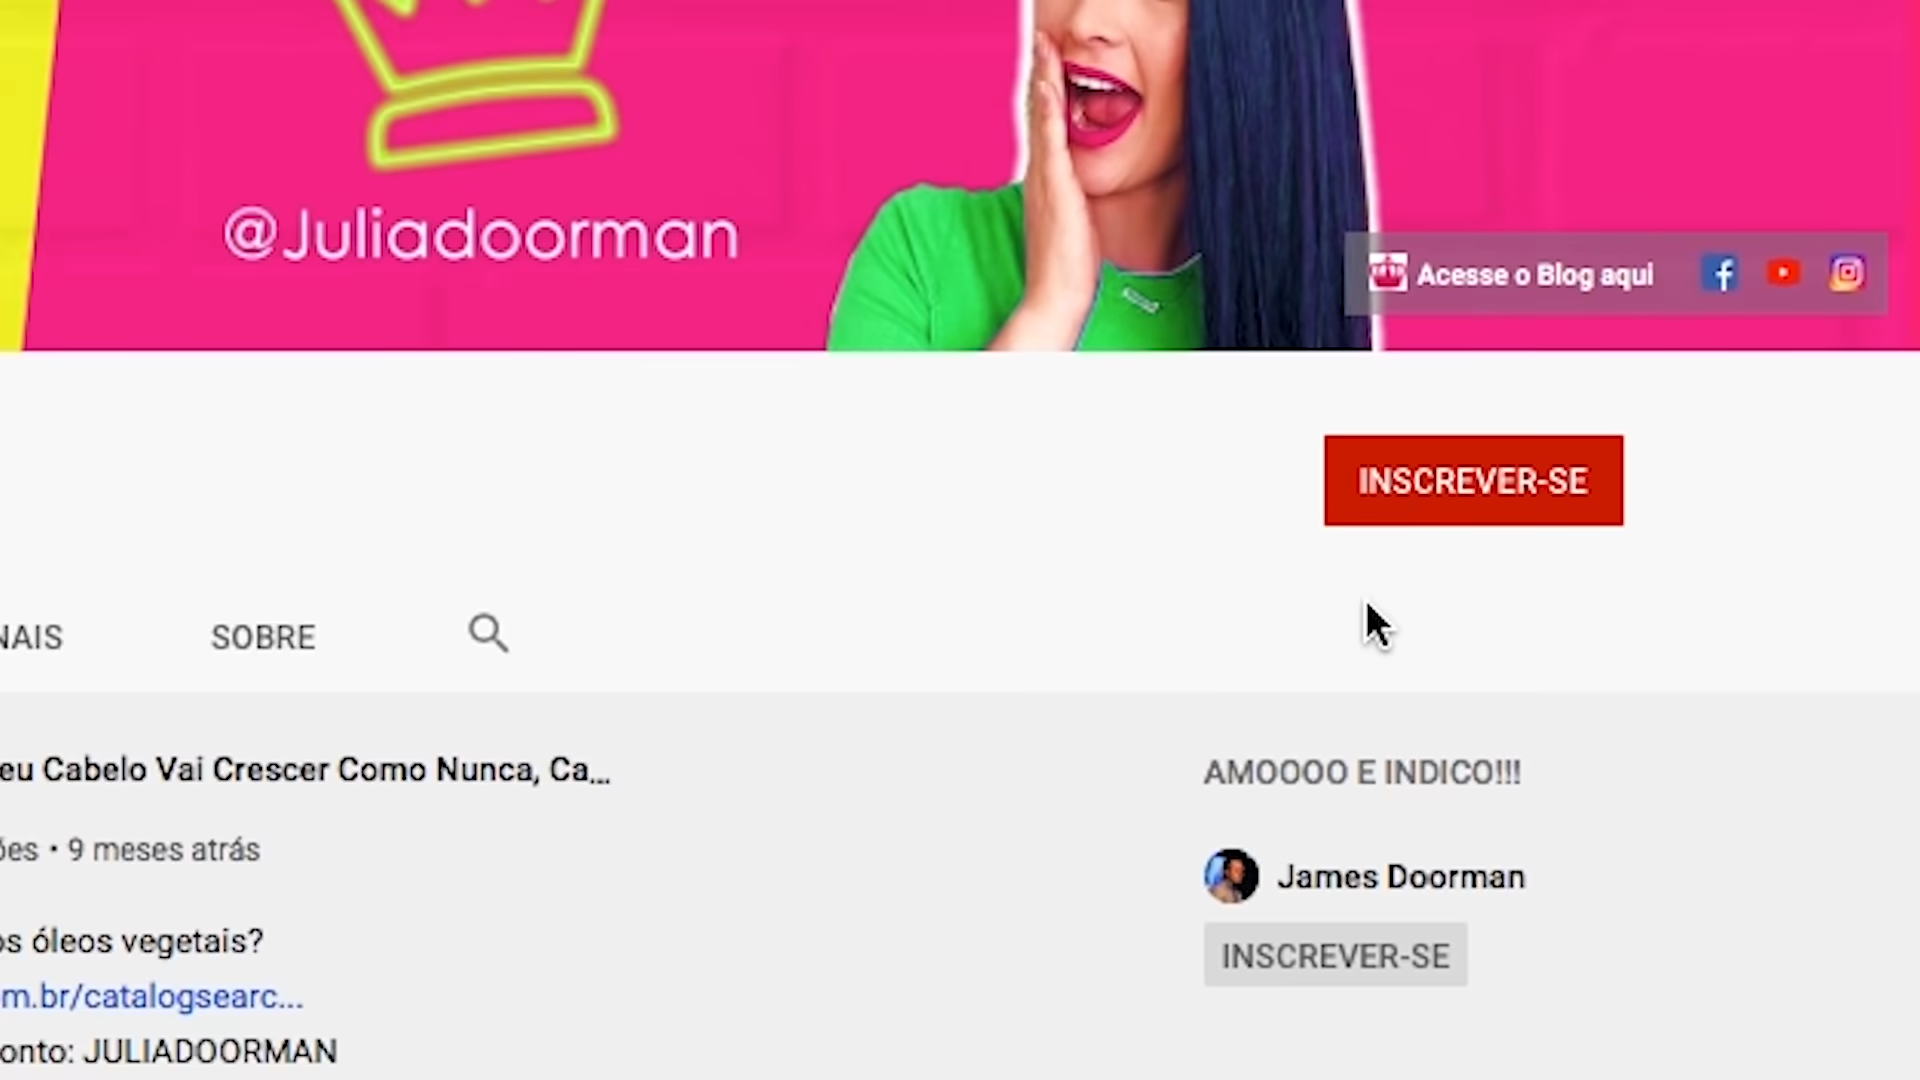 @Juliadoorman
Acesse o Blog aqui
INSCREVER-SE
NAIS
SOBRE
eu Cabelo Vai Crescer Como Nunca, Ca...
ões • 9 meses atrás
os óleos vegetais?
m.br/catalogsearc...
onto: JULIADOORMAN
AMOOOO E INDICO!!!
James Doorman
INSCREVER-SE